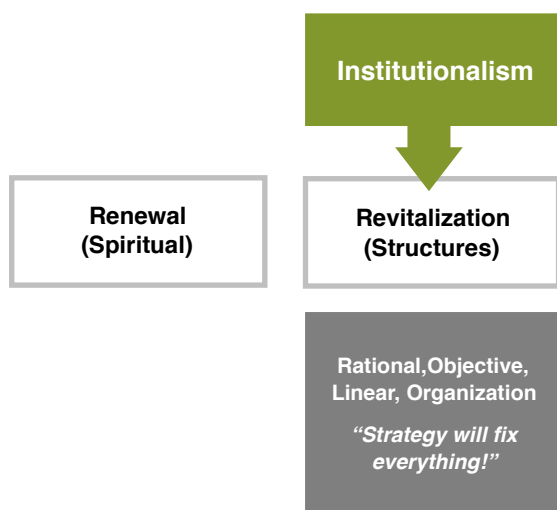 Institutionalism
Renewal
(Spiritual)
Revitalization
(Structures)
Rational,Objective,
Linear, Organization
“Strategy will fix
everything!”